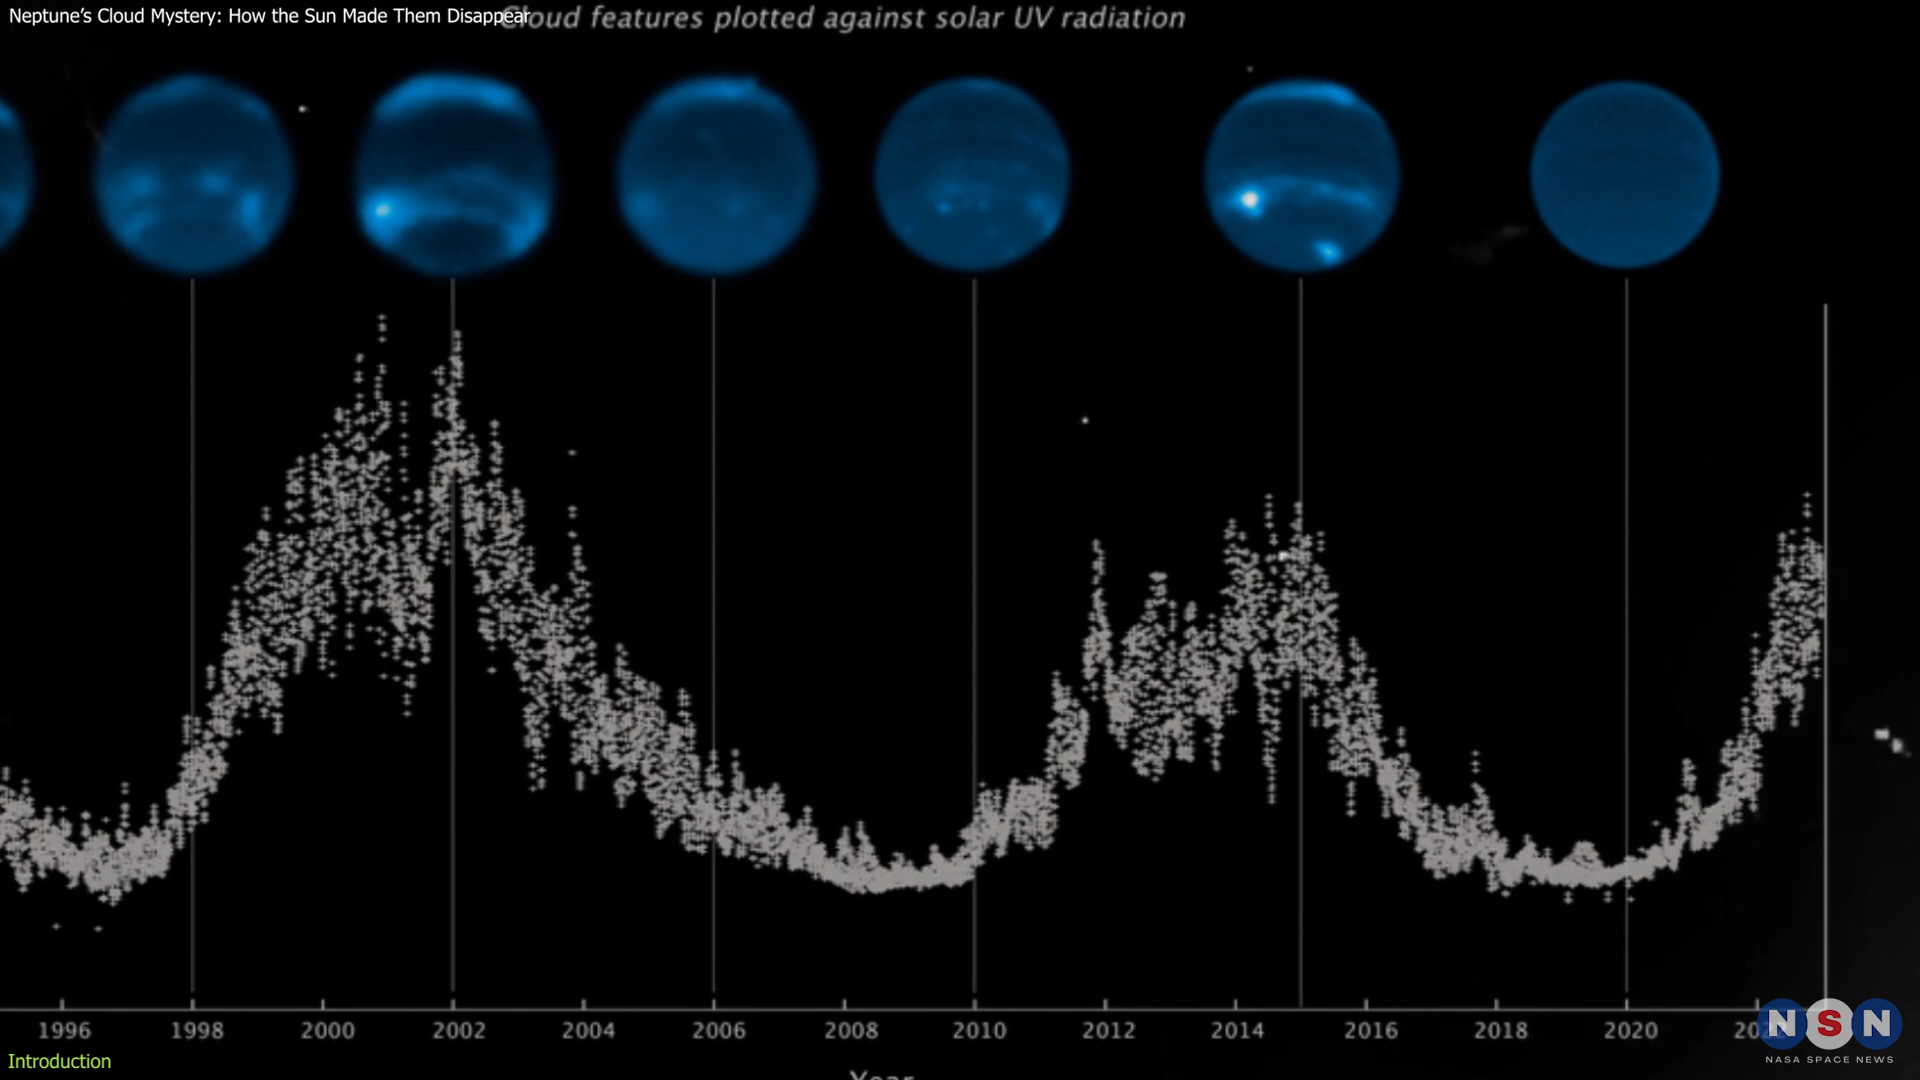 Neptune's Cloud Mystery: How the Sun Made Them Disappear
Cloud features plotted against solar UV radiation
1996 1998 2000 2002 2004 2006 2008 2010 2012 2014 2016 2018 2020
Year
Introduction
NSN
NASA SPACE NEWS